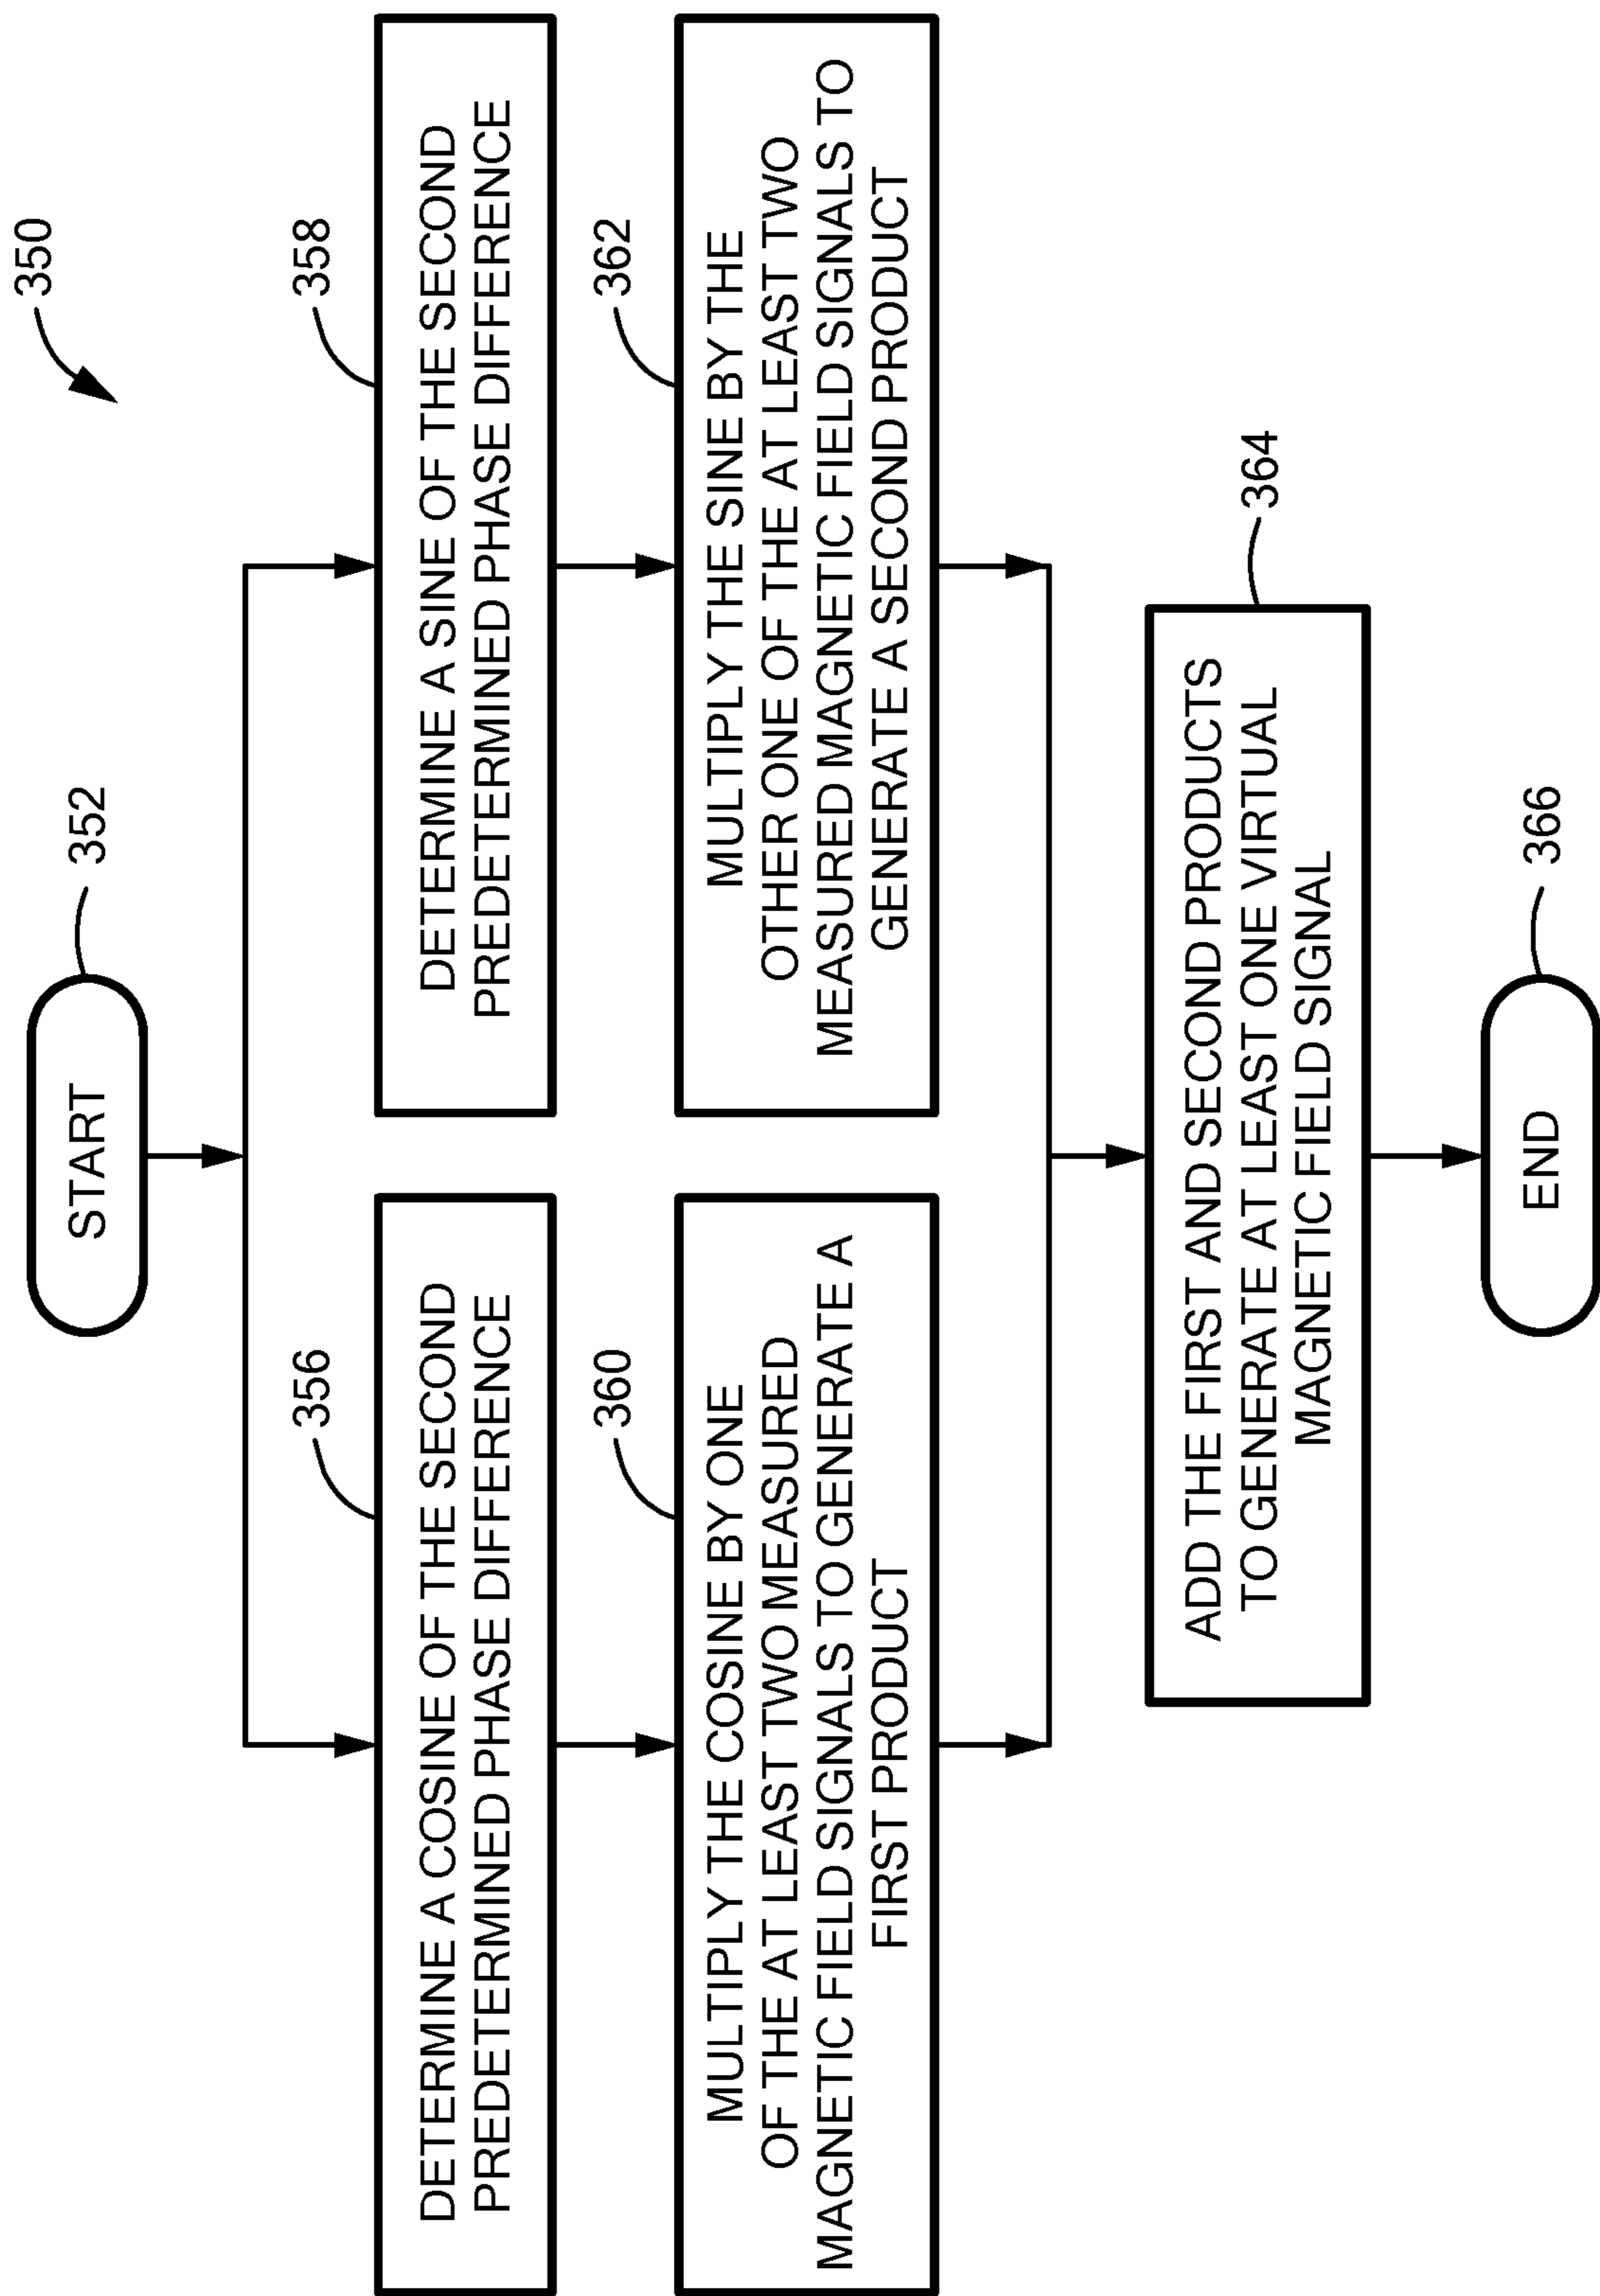 350
START
352
DETERMINE A COSINE OF THE SECOND
PREDETERMINED PHASE DIFFERENCE
356
DETERMINE A SINE OF THE SECOND
PREDETERMINED PHASE DIFFERENCE
358
MULTIPLY THE COSINE BY ONE
OF THE AT LEAST TWO MEASURED
MAGNETIC FIELD SIGNALS TO GENERATE A
FIRST PRODUCT
360
MULTIPLY THE SINE BY THE
OTHER ONE OF THE AT LEAST TWO
MEASURED MAGNETIC FIELD SIGNALS TO
GENERATE A SECOND PRODUCT
362
ADD THE FIRST AND SECOND PRODUCTS
TO GENERATE AT LEAST ONE VIRTUAL
MAGNETIC FIELD SIGNAL
364
END
366